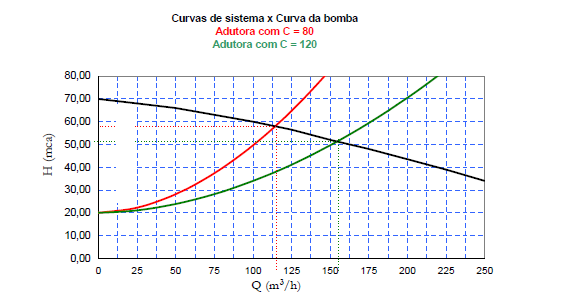 Curvas de sistema x Curva da bomba
Adutora com C = 80
Adutora com C = 120
80,00
70,00
60,00
50,00
40,00
30,00
20,00
10,00
0,00
H (mca)
0 25 50 75 100 125 150 175 200 225 250
Q (m³/h)